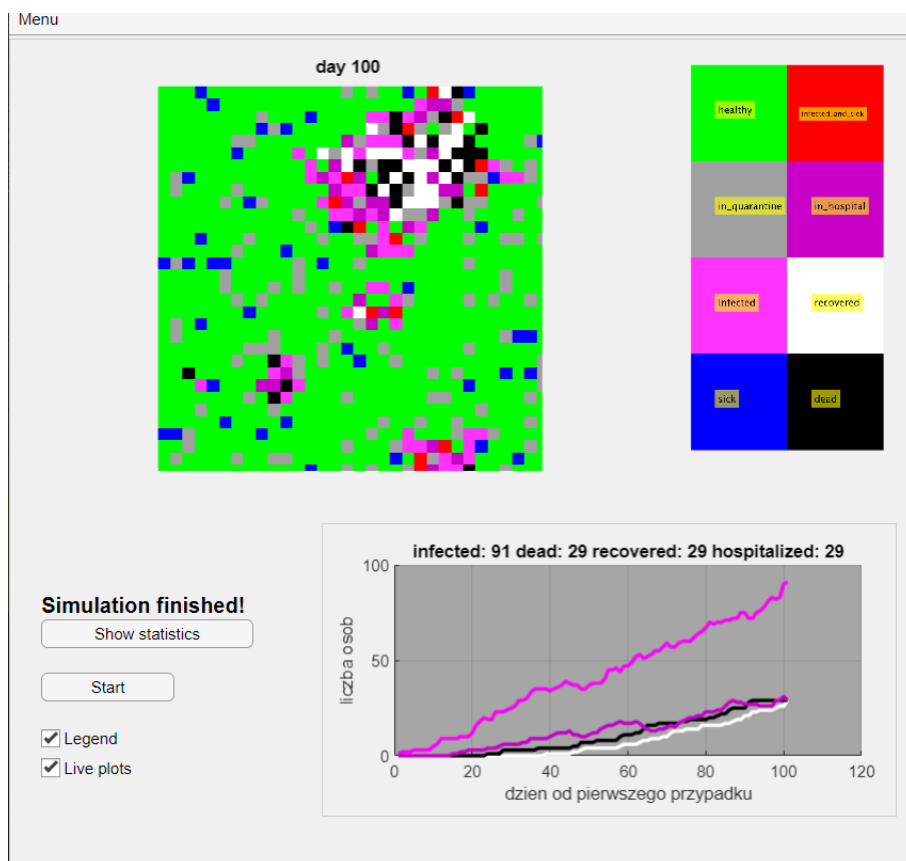 Menu
day 100
healthy
infected_and_sick
in_quarantine
in_hospital
infected
recovered
sick
dead
infected: 91 dead: 29 recovered: 29 hospitalized: 29
100
50
0
liczba osob
0 20 40 60 80 100 120
dzien od pierwszego przypadku
Simulation finished!
Show statistics
Start
Legend
Live plots